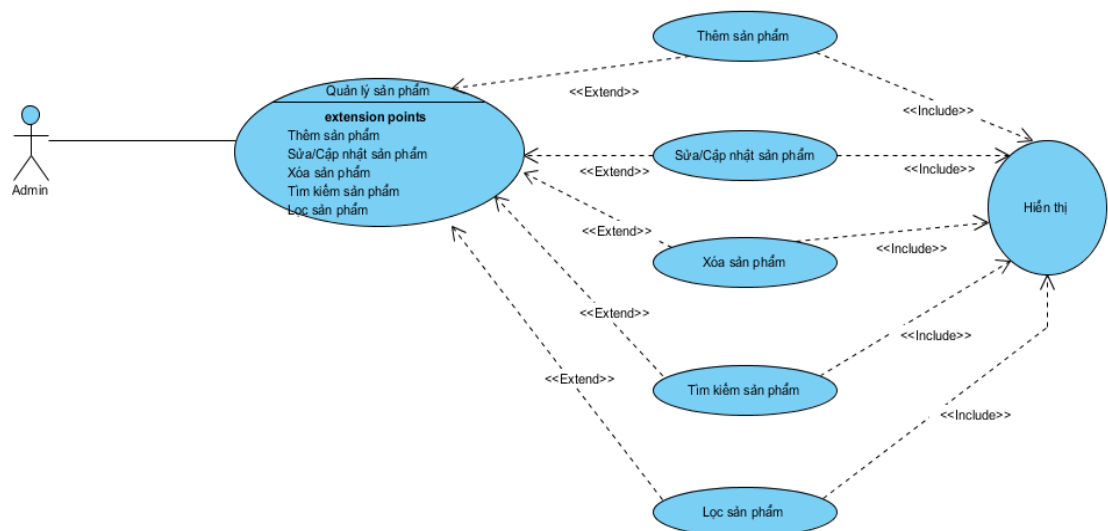 Thêm sản phẩm
<<Extend>>
<<Include>>
Quản lý sản phẩm
extension points
Thêm sản phẩm
Sửa/Cập nhật sản phẩm
Xóa sản phẩm
Tìm kiếm sản phẩm
Lọc sản phẩm
Admin
<<Extend>>
Sửa/Cập nhật sản phẩm
<<Include>>
Hiển thị
<<Extend>>
Xóa sản phẩm
<<Include>>
<<Extend>>
<<Include>>
Tìm kiếm sản phẩm
<<Extend>>
<<Include>>
Lọc sản phẩm